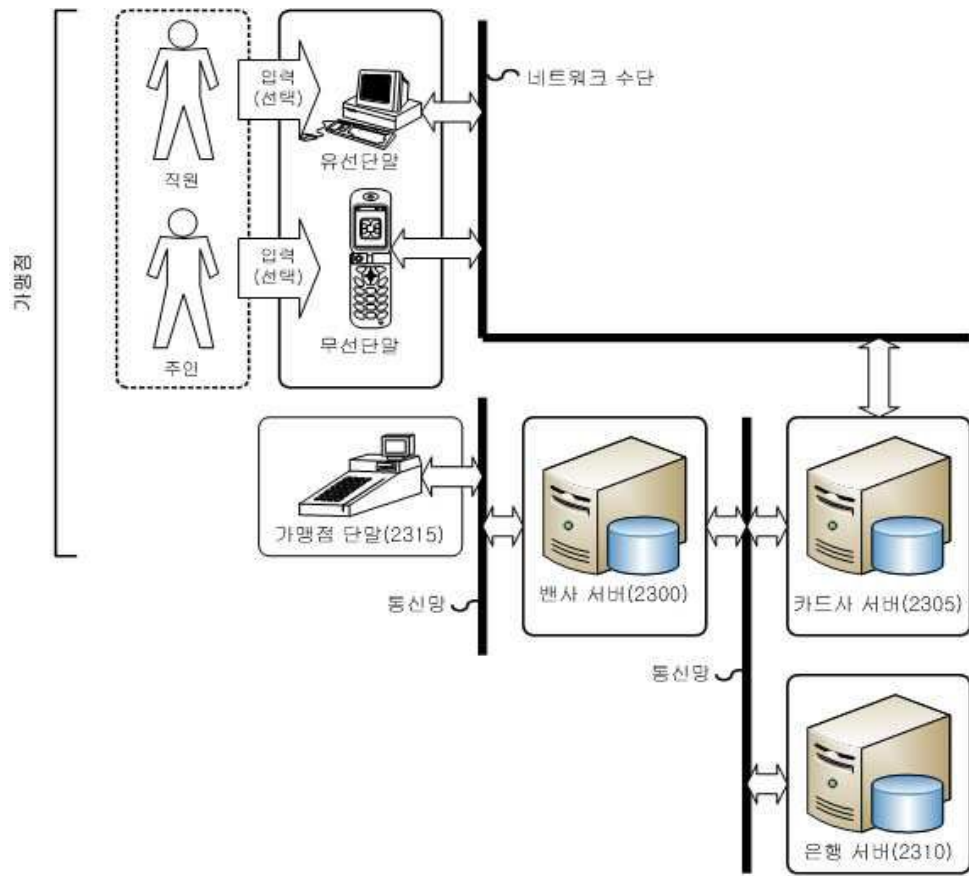 네트워크 수단
입력
(선택)
유선단말
직원
입력
(선택)
가맹점
무선단말
주인
가맹점 단말(2315)
밴사 서버(2300)
카드사 서버(2305)
통신망
통신망
은행 서버(2310)